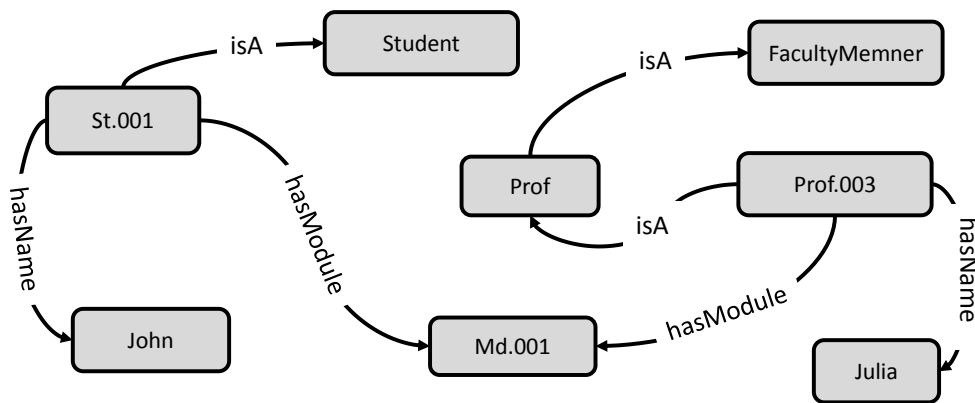 isA
Student
FacultyMemner
isA
St.001
Prof
Prof.003
hasName
hasModule
isA
hasName
hasModule
John
Md.001
Julia